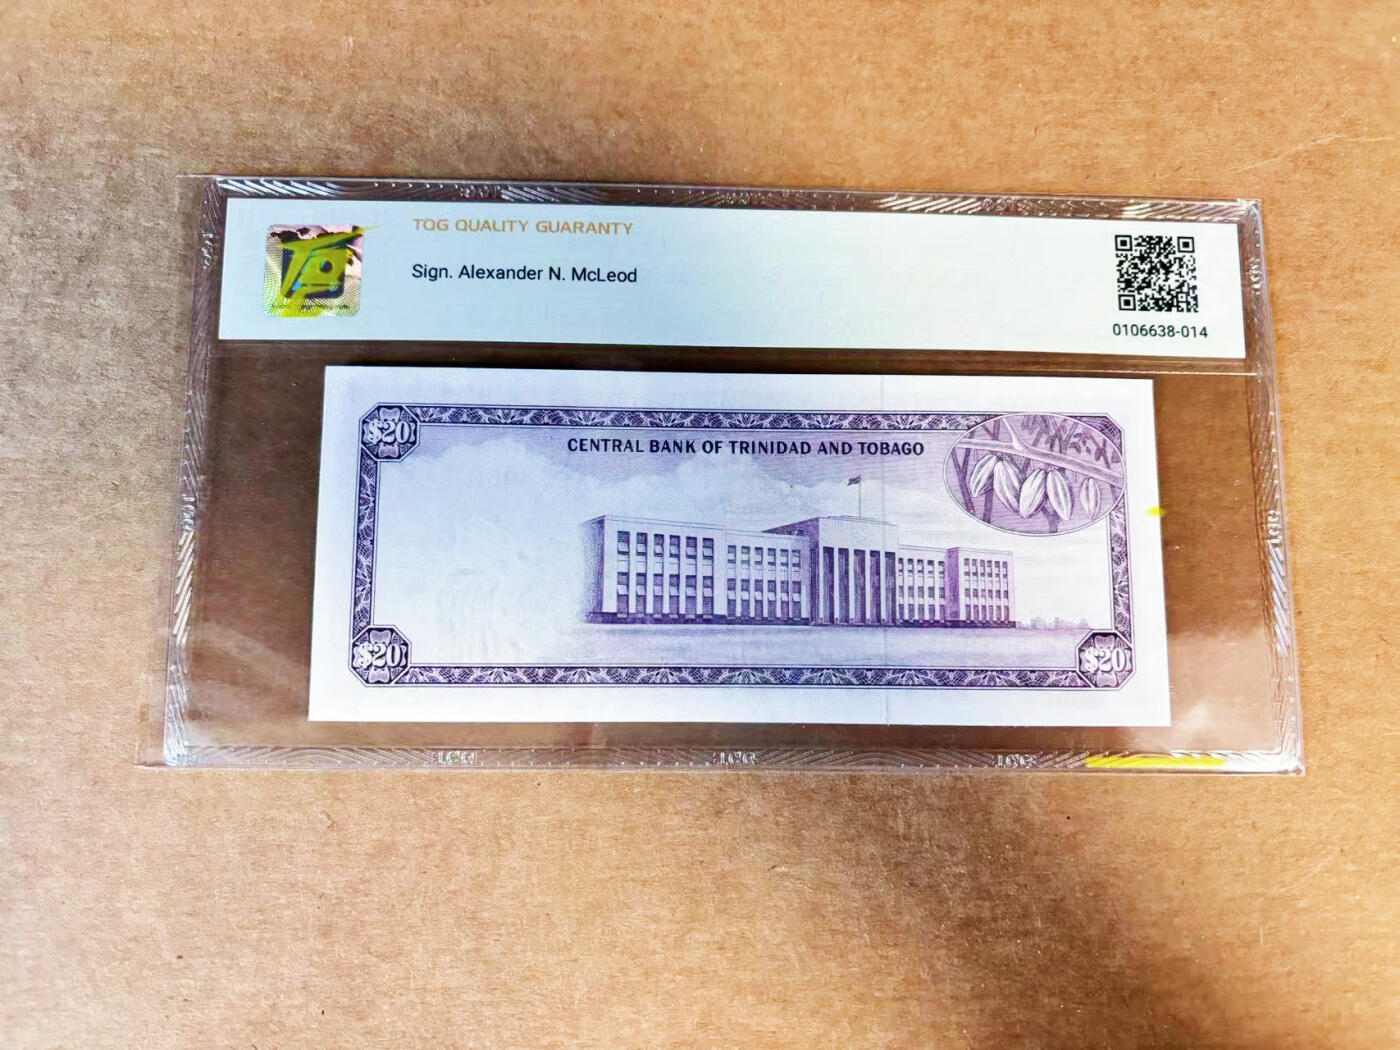 TQG QUALITY GUARANTY
Sign. Alexander N. McLeod
0106638-014
CENTRAL BANK OF TRINIDAD AND TOBAGO
$20
$20
$20